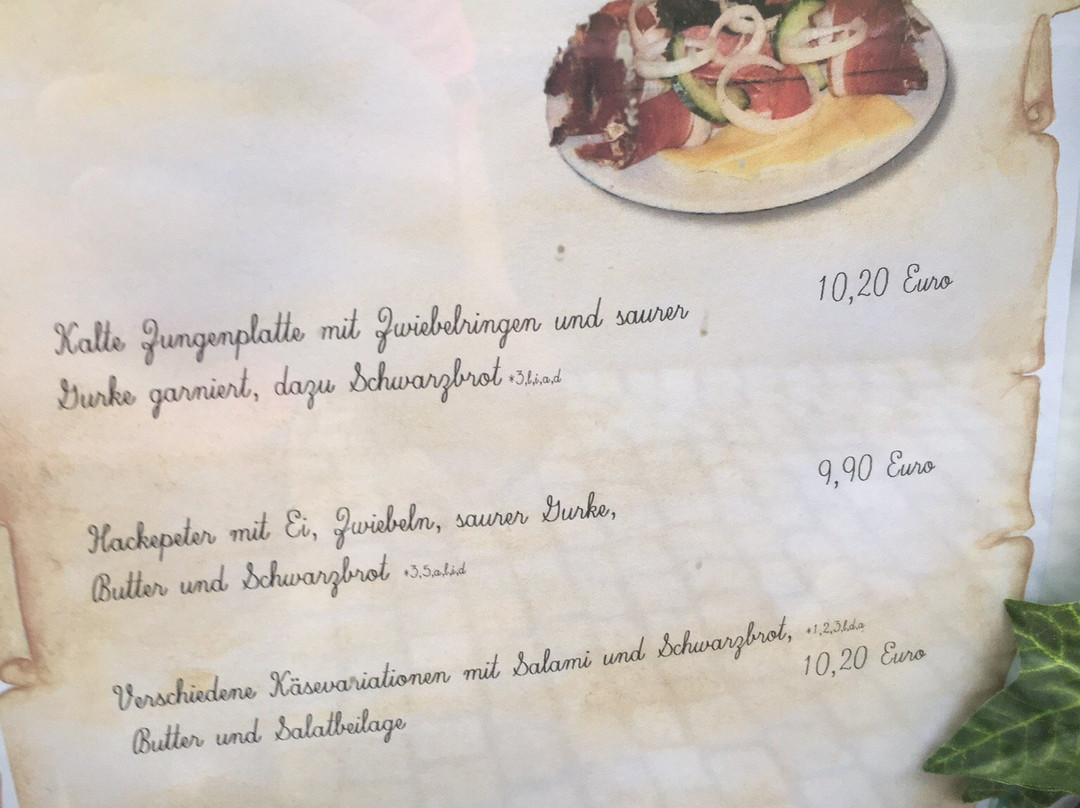 10,20 Euro
Kalte Zungenplatte mit Zwiebelringen und saurer
Gurke garniert, dazu Schwarzbrot *3,l,i,a,d
9,90 Euro
Hackepeter mit Ei, Zwiebeln, saurer Gurke,
Butter und Schwarzbrot *3,5,a,l,i,d
Verschiedene Käsevariationen mit Salami und Schwarzbrot, *1,2,3,l,d,a
10,20 Euro
Butter und Salatbeilage